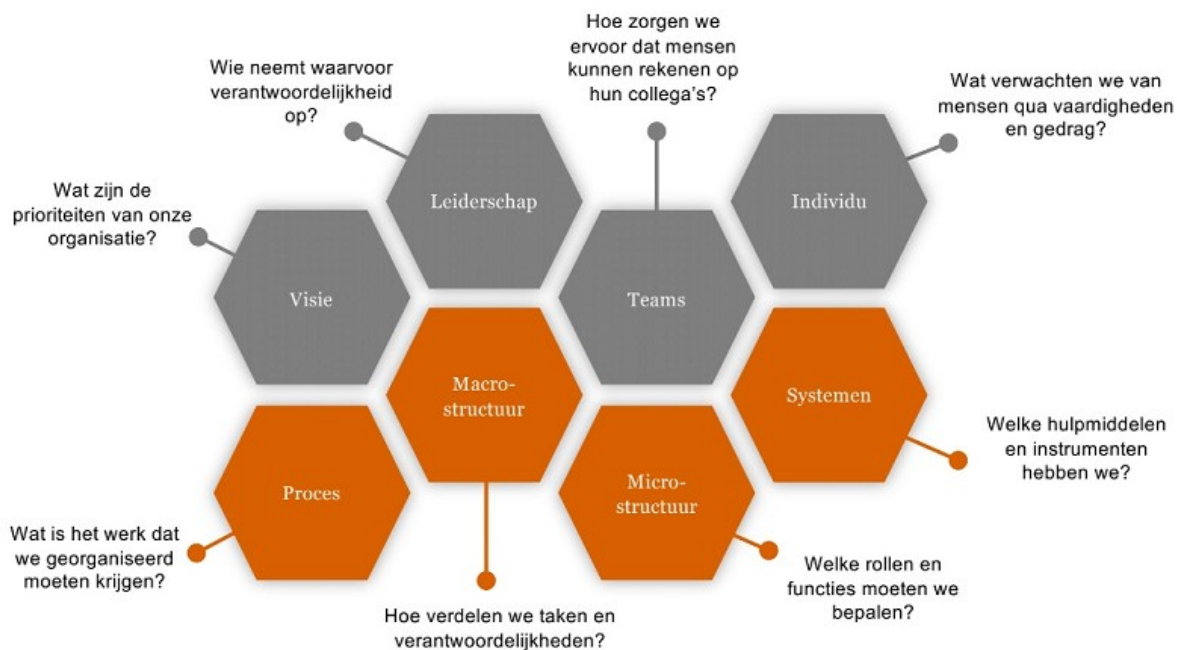 Hoe zorgen we
ervoor dat mensen
kunnen rekenen op
hun collega's?
Wie neemt waarvoor
verantwoordelijkheid
op?
Wat verwachten we van
mensen qua vaardigheden
en gedrag?
Wat zijn de
prioriteiten van onze
organisatie?
Leiderschap
Individu
Visie
Teams
Macro-
structuur
Systemen
Proces
Micro-
structuur
Welke hulpmiddelen
en instrumenten
hebben we?
Wat is het werk dat
we georganiseerd
moeten krijgen?
Welke rollen en
functies moeten we
bepalen?
Hoe verdelen we taken en
verantwoordelijkheden?